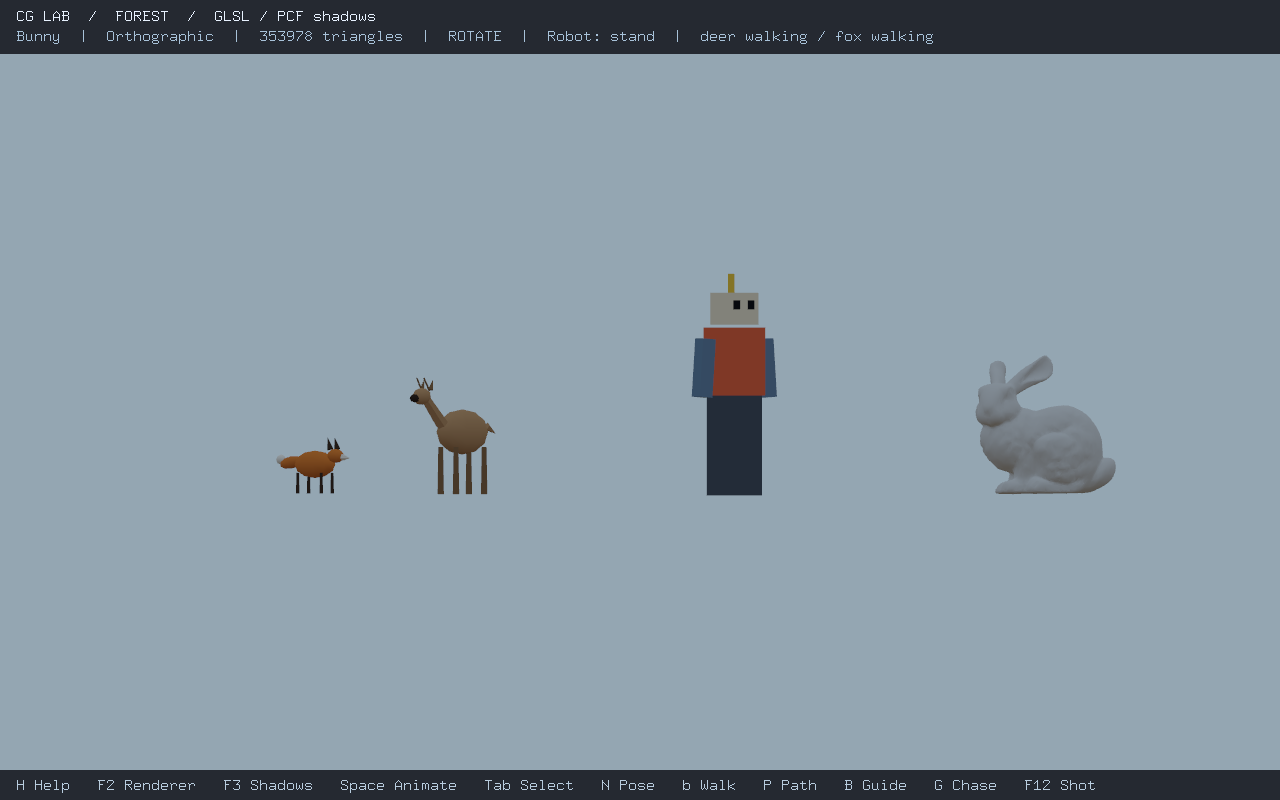 CG LAB  /  FOREST  /  GLSL / PCF shadows
Bunny  |  Orthographic  |  353978 triangles  |  ROTATE  |  Robot: stand  |  deer walking / fox walking
H Help   F2 Renderer   F3 Shadows   Space Animate   Tab Select   N Pose   b Walk   P Path   B Guide   G Chase   F12 Shot